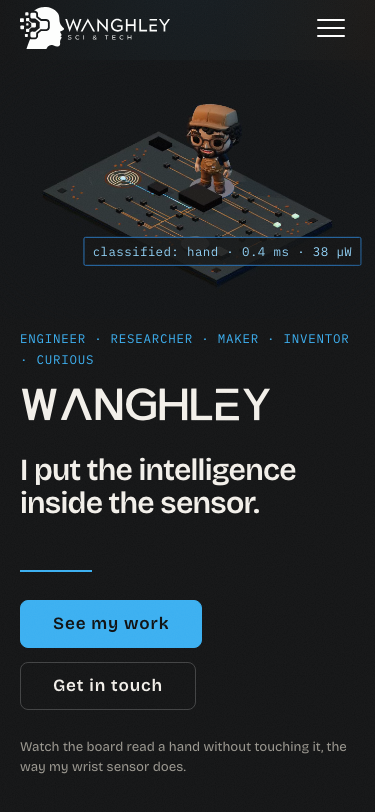 WANGHLEY
SCI & TECH
classified: hand · 0.4 ms · 38 µW
ENGINEER · RESEARCHER · MAKER · INVENTOR
· CURIOUS
WANGHLEY
I put the intelligence
inside the sensor.
See my work
Get in touch
Watch the board read a hand without touching it, the
way my wrist sensor does.